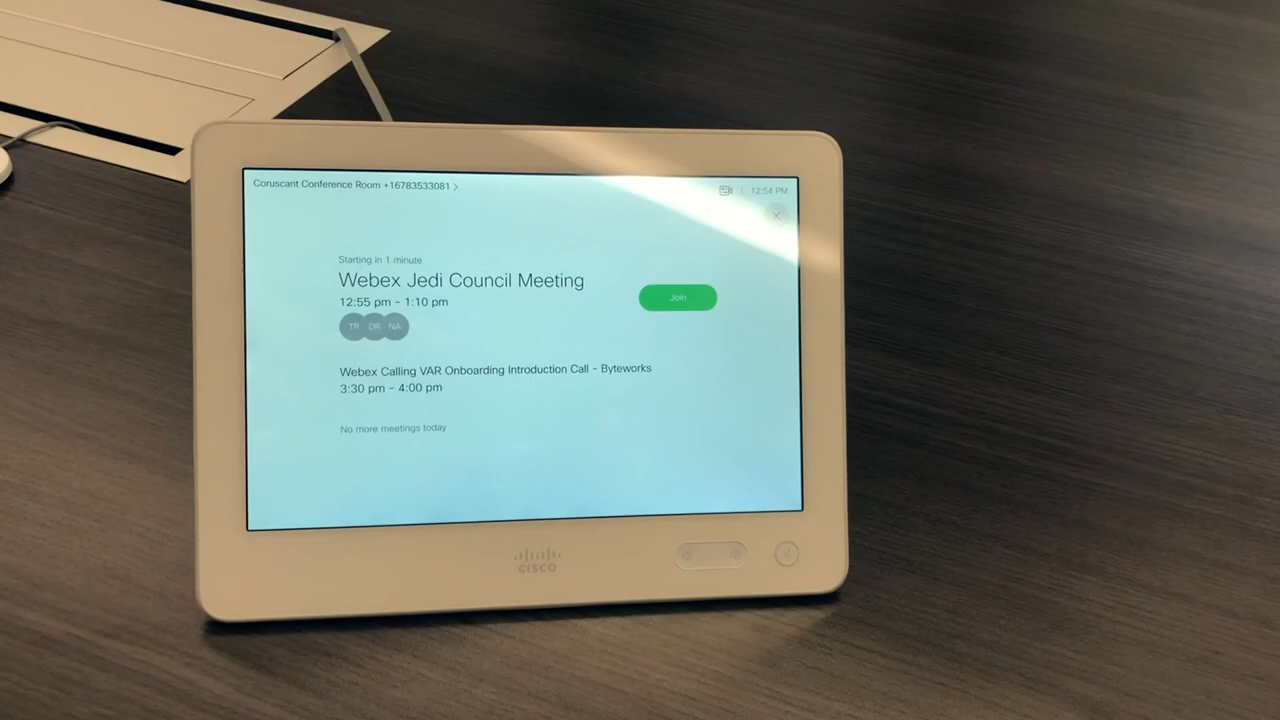 Coruscant Conference Room +16783533081 >
12:54 PM
Starting in 1 minute
Webex Jedi Council Meeting
12:55 pm - 1:10 pm
Join
TR DR NA
Webex Calling VAR Onboarding Introduction Call - Byteworks
3:30 pm - 4:00 pm
No more meetings today
CISCO